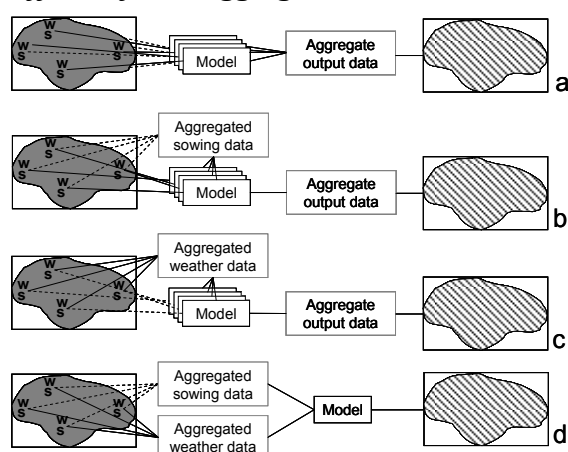 W
S
W
S
W
S
W
S
Model
Aggregate
output data
a
W
S
W
S
W
S
W
S
Aggregated
sowing data
Model
Aggregate
output data
b
W
S
W
S
W
S
Aggregated
weather data
Model
Aggregate
output data
c
W
S
W
S
W
S
W
S
Aggregated
sowing data
Aggregated
weather data
Model
d